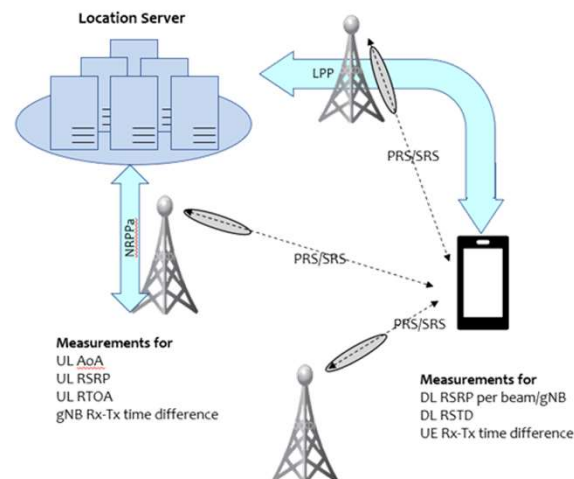 Location Server
LPP
PRS/SRS
NRPPa
PRS/SRS
PRS/SRS
Measurements for
UL AoA
UL RSRP
UL RTOA
gNB Rx-Tx time difference
Measurements for
DL RSRP per beam/gNB
DL RSTD
UE Rx-Tx time difference